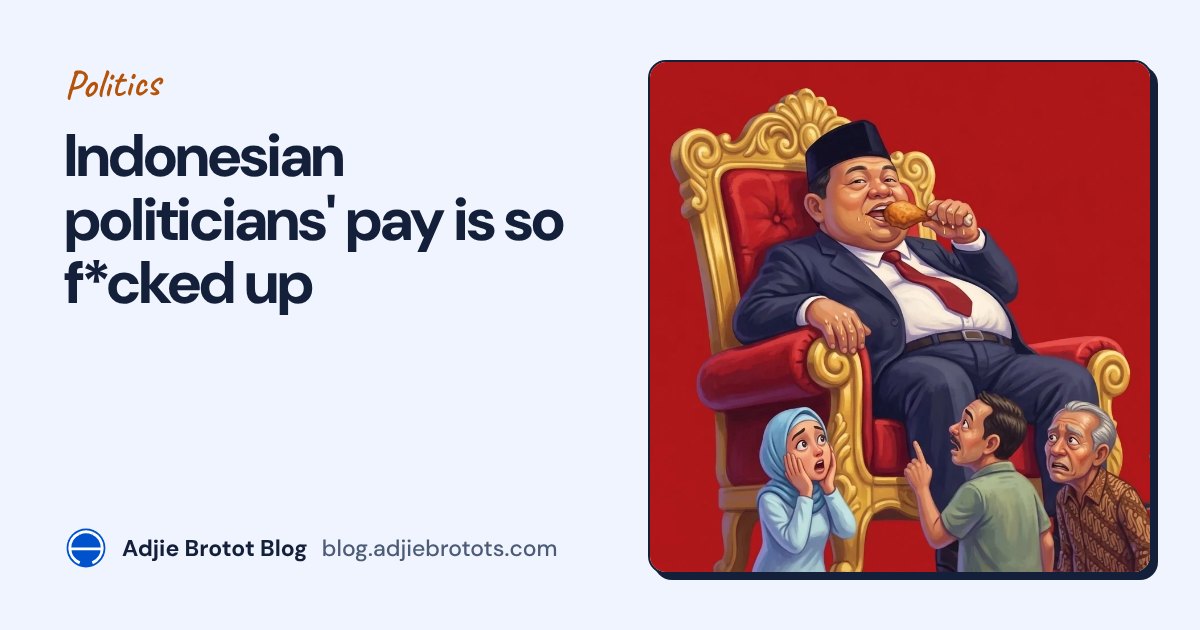 Politics
Indonesian
politicians' pay is so
f*cked up
Adjie Brotot Blog blog.adjiebrotots.com